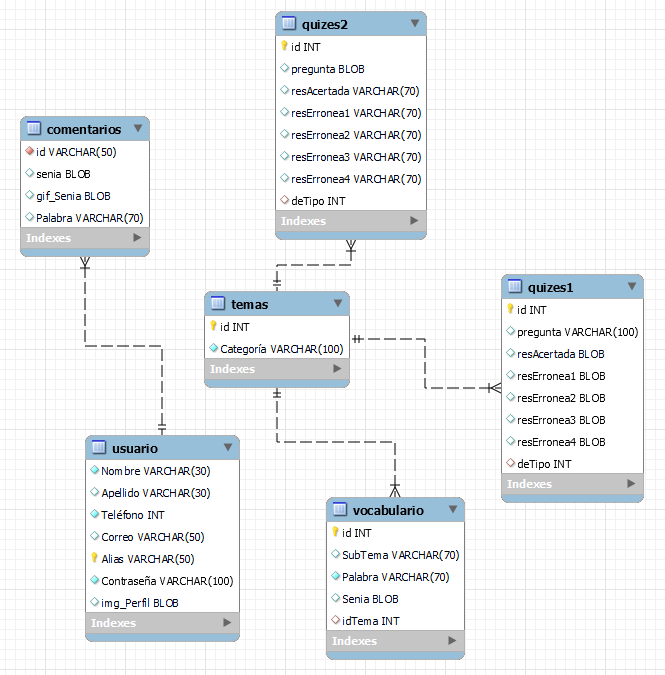 quizes2
id INT
pregunta BLOB
resAcertada VARCHAR(70)
resErronea1 VARCHAR(70)
resErronea2 VARCHAR(70)
resErronea3 VARCHAR(70)
resErronea4 VARCHAR(70)
deTipo INT
Indexes
comentarios
id VARCHAR(50)
senia BLOB
gif_Senia BLOB
Palabra VARCHAR(70)
Indexes
temas
id INT
Categoría VARCHAR(100)
Indexes
quizes1
id INT
pregunta VARCHAR(100)
resAcertada BLOB
resErronea1 BLOB
resErronea2 BLOB
resErronea3 BLOB
resErronea4 BLOB
deTipo INT
Indexes
usuario
Nombre VARCHAR(30)
Apellido VARCHAR(30)
Teléfono INT
Correo VARCHAR(50)
Alias VARCHAR(50)
Contraseña VARCHAR(100)
img_Perfil BLOB
Indexes
vocabulario
id INT
SubTema VARCHAR(70)
Palabra VARCHAR(70)
Senia BLOB
idTema INT
Indexes